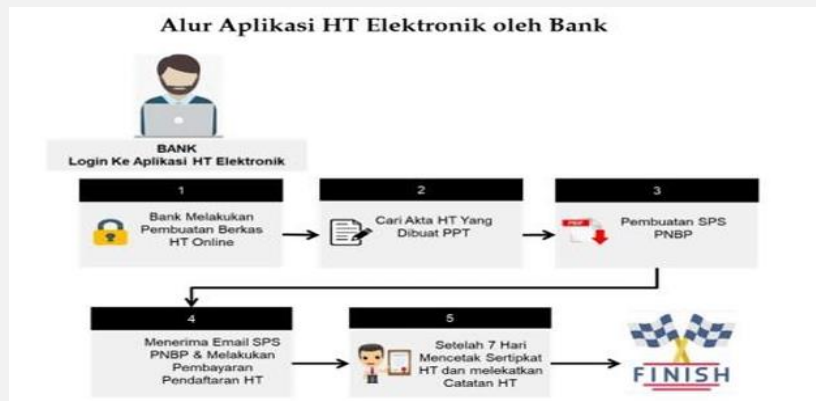 Alur Aplikasi HT Elektronik oleh Bank
BANK
Login Ke Aplikasi HT Elektronik
1
Bank Melakukan
Pembuatan Berkas
HT Online
2
Cari Akta HT Yang
Dibuat PPT
3
PDF
Pembuatan SPS
PNBP
4
Menerima Email SPS
PNBP & Melakukan
Pembayaran
Pendaftaran HT
5
Setelah 7 Hari
Mencetak Sertipkat
HT dan melekatkan
Catatan HT
FINISH